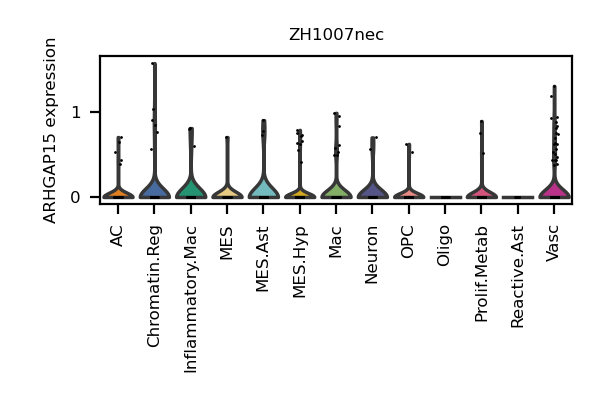 ZH1007nec
ARHGAP15 expression
1
0
AC
Chromatin.Reg
Inflammatory.Mac
MES
MES.Ast
MES.Hyp
Mac
Neuron
OPC
Oligo
Prolif.Metab
Reactive.Ast
Vasc